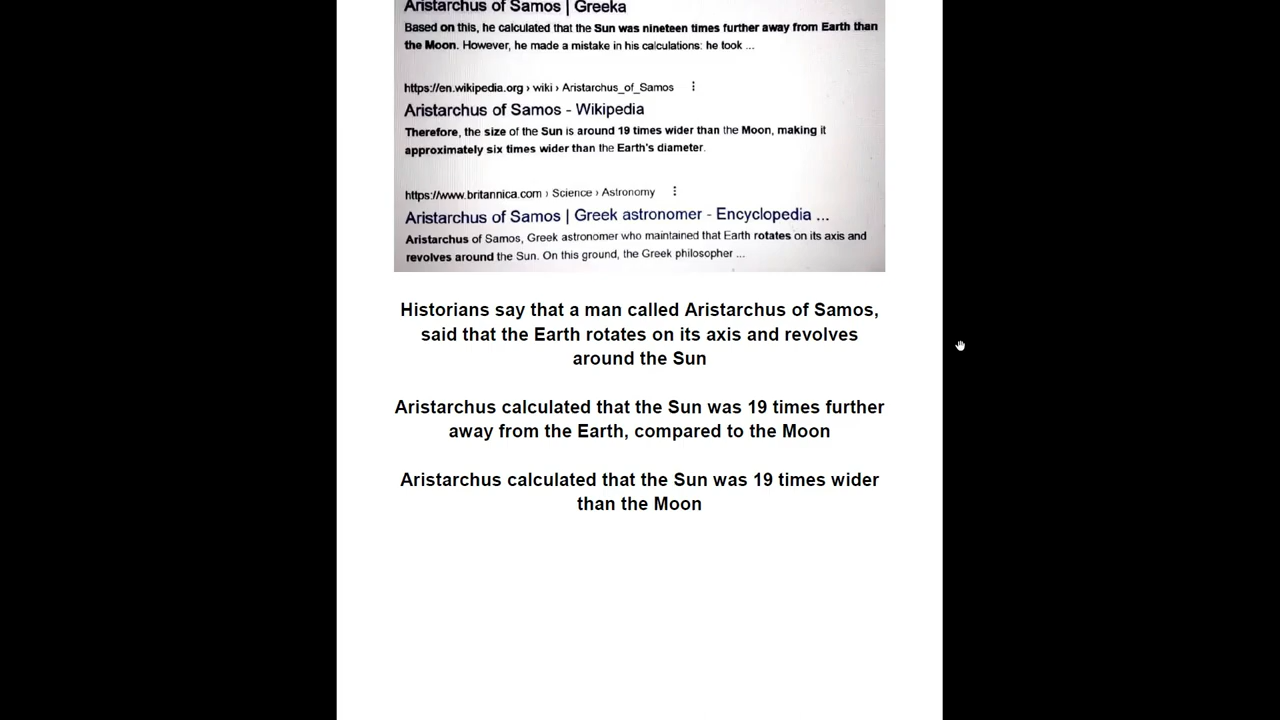 Aristarchus of Samos | Greeka
Based on this, he calculated that the Sun was nineteen times further away from Earth than
the Moon. However, he made a mistake in his calculations: he took ...
https://en.wikipedia.org › wiki › Aristarchus_of_Samos
Aristarchus of Samos - Wikipedia
Therefore, the size of the Sun is around 19 times wider than the Moon, making it
approximately six times wider than the Earth's diameter.
https://www.britannica.com › Science › Astronomy
Aristarchus of Samos | Greek astronomer - Encyclopedia ...
Aristarchus of Samos, Greek astronomer who maintained that Earth rotates on its axis and
revolves around the Sun. On this ground, the Greek philosopher ...
Historians say that a man called Aristarchus of Samos,
said that the Earth rotates on its axis and revolves
around the Sun
Aristarchus calculated that the Sun was 19 times further
away from the Earth, compared to the Moon
Aristarchus calculated that the Sun was 19 times wider
than the Moon